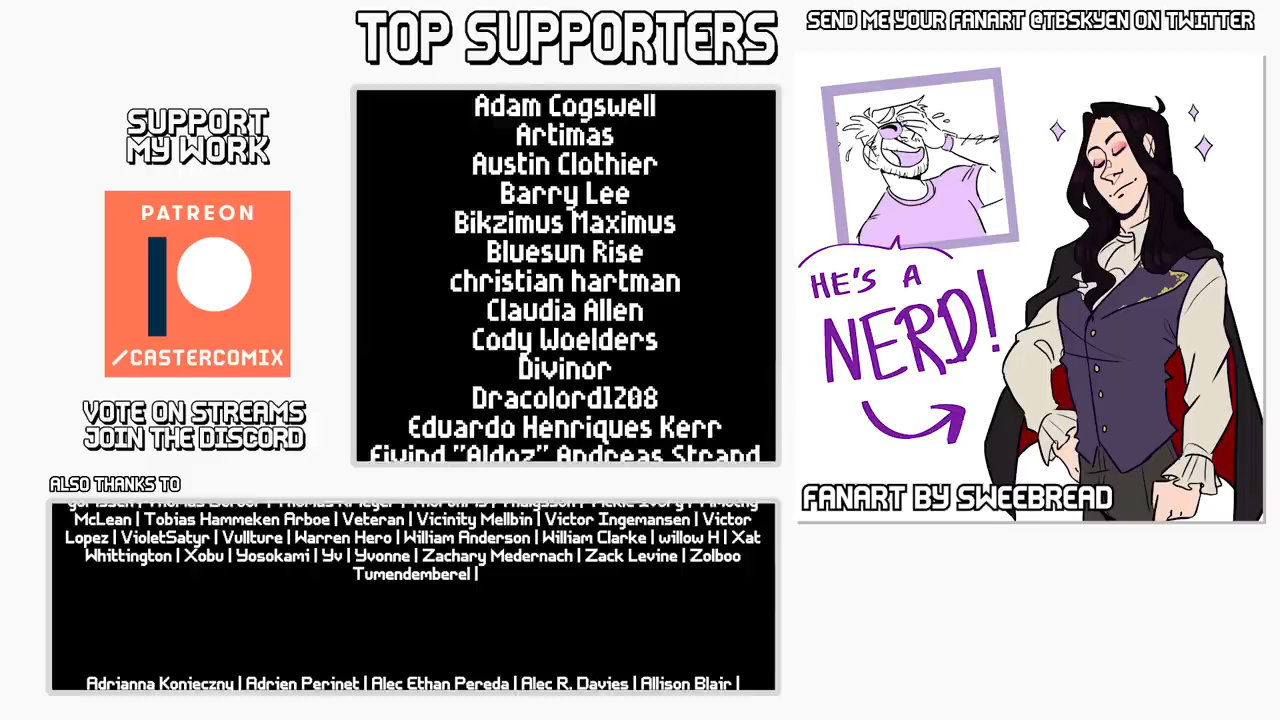 TOP SUPPORTERS
SEND ME YOUR FANART @TBSKYEN ON TWITTER
SUPPORT
MY WORK
PATREON
/CASTERCOMIX
VOTE ON STREAMS
JOIN THE DISCORD
Adam Cogswell
Artimas
Austin Clothier
Barry Lee
Bikzimus Maximus
Bluesun Rise
christian hartman
Claudia Allen
Cody Woelders
Divinor
Dracolord1208
Eduardo Henriques Kerr
Eivind "Aldoz" Andreas Strand
HE'S A
NERD!
FANART BY SWEEBREAD
ALSO THANKS TO
McLean | Tobias Hammeken Arboe | Veteran | Vicinity Mellbin | Victor Ingemansen | Victor
Lopez | VioletSatyr | Vullture | Warren Hero | William Anderson | William Clarke | willow H | Xat
Whittington | Xobu | Yosokami | Yv | Yvonne | Zachary Medernach | Zack Levine | Zolboo
Tumendemberel |
Adrianna Konieczny | Adrien Perinet | Alec Ethan Pereda | Alec R. Davies | Allison Blair |